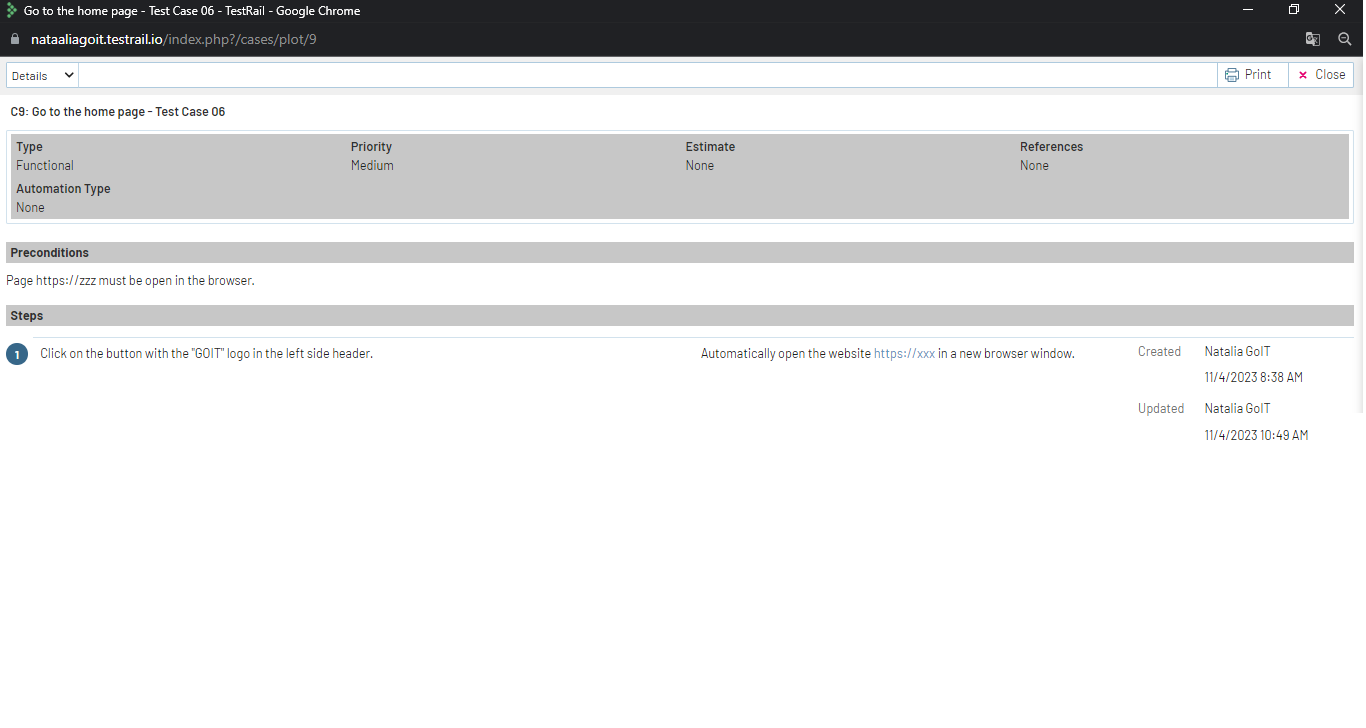 Go to the home page - Test Case 06 - TestRail - Google Chrome
nataaliagoit.testrail.io/index.php?/cases/plot/9
Details Print Close
C9: Go to the home page - Test Case 06
Type Priority Estimate References
Functional Medium None None
Automation Type
None
Preconditions
Page https://zzz must be open in the browser.
Steps
1 Click on the button with the "GOIT" logo in the left side header. Automatically open the website https://xxx in a new browser window.
Created Natalia GoIT
11/4/2023 8:38 AM
Updated Natalia GoIT
11/4/2023 10:49 AM